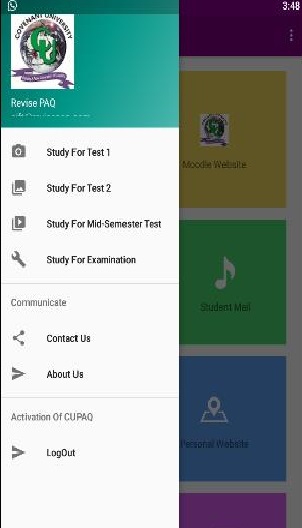 3:48
COVENANT UNIVERSITY
Revise PAQ
Study For Test 1
Study For Test 2
Study For Mid-Semester Test
Study For Examination
Communicate
Contact Us
About Us
Activation Of CUPAQ
LogOut
Moodle Website
Student Mail
Personal Website